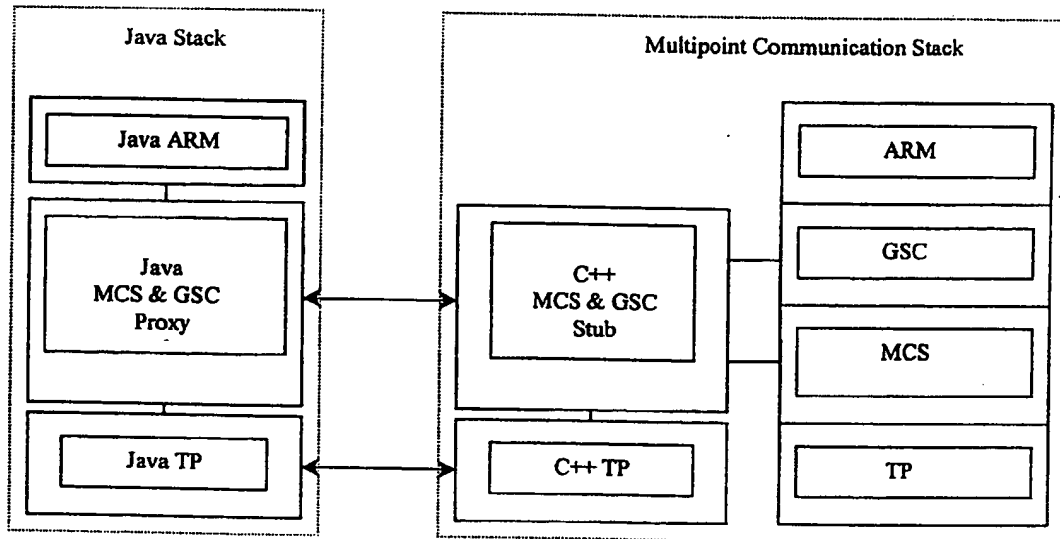 Java Stack
Multipoint Communication Stack
Java ARM
ARM
Java
MCS & GSC
Proxy
C++
MCS & GSC
Stub
GSC
MCS
Java TP
C++ TP
TP